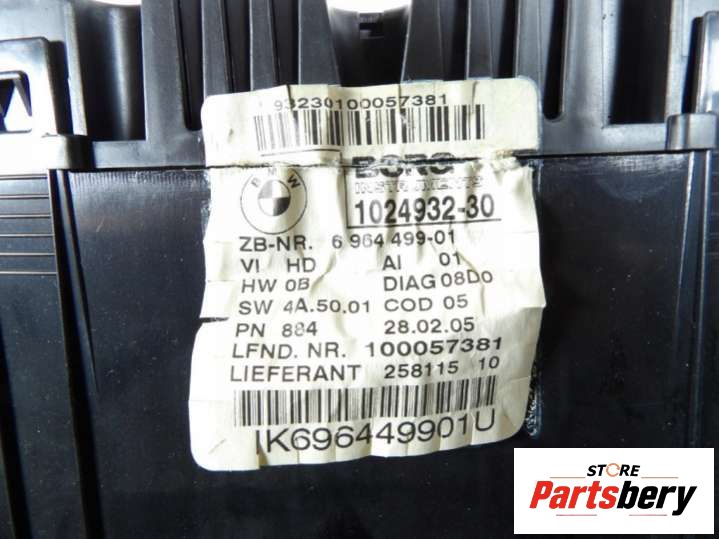 93230100057381
BORG
INSTRUMENTS
BMW
1024932-30
ZB-NR. 6 964 499-01
VI HD AI 01
HW 0B DIAG 08D0
SW 4A.50.01 COD 05
PN 884 28.02.05
LFND. NR. 100057381
LIEFERANT 258115 10
IK696449901U
STORE
Partsbery